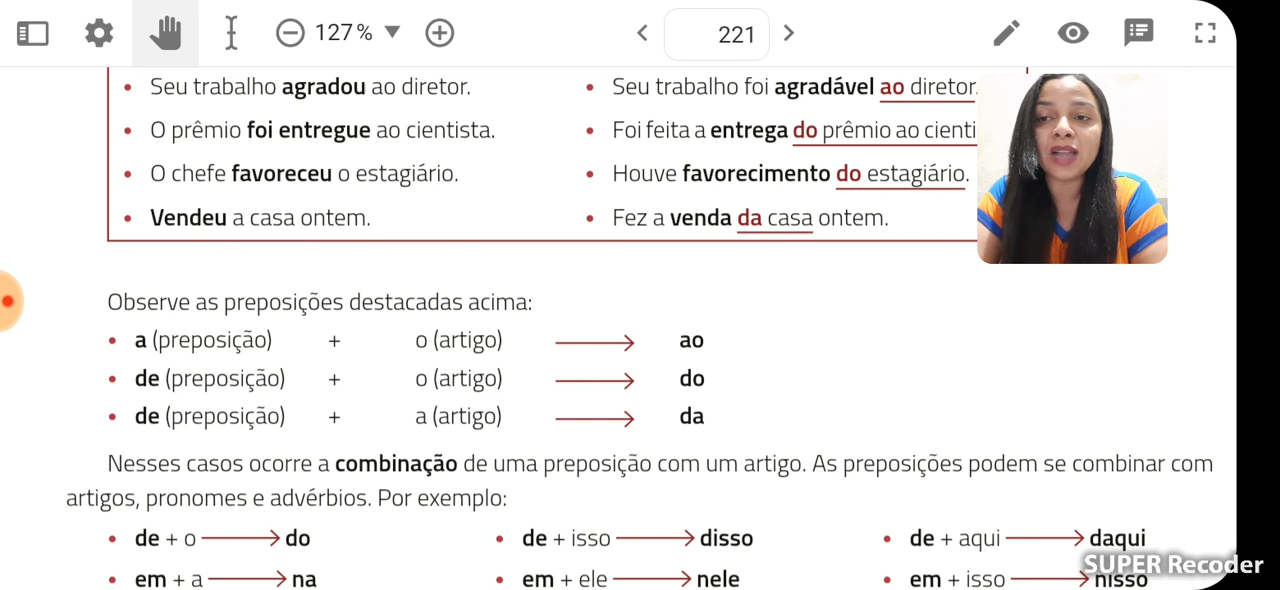 127 %
221
• Seu trabalho agradou ao diretor.
• Seu trabalho foi agradável ao diretor.
• O prêmio foi entregue ao cientista.
• Foi feita a entrega do prêmio ao cienti
• O chefe favoreceu o estagiário.
• Houve favorecimento do estagiário.
• Vendeu a casa ontem.
• Fez a venda da casa ontem.
Observe as preposições destacadas acima:
• a (preposição) + o (artigo) → ao
• de (preposição) + o (artigo) → do
• de (preposição) + a (artigo) → da
Nesses casos ocorre a combinação de uma preposição com um artigo. As preposições podem se combinar com
artigos, pronomes e advérbios. Por exemplo:
• de + o → do
• de + isso → disso
• de + aqui → daqui
• em + a → na
• em + ele → nele
• em + isso → nisso
SUPER Recoder